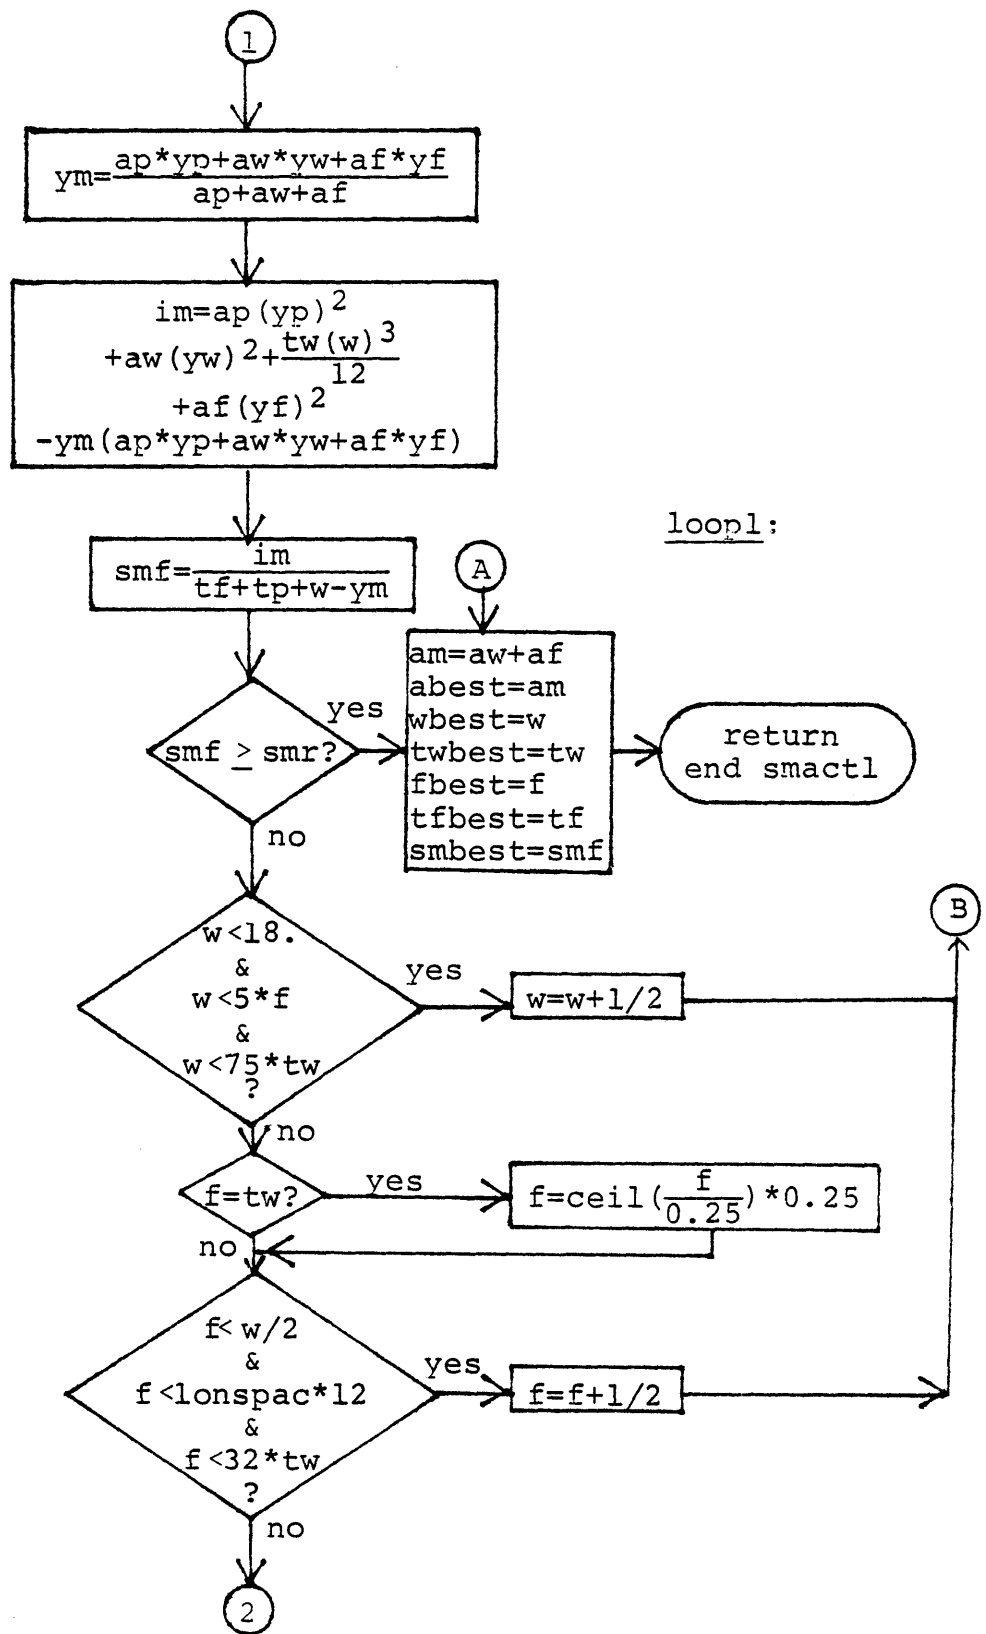 1
ym=ap*yp+aw*yw+af*yf
ap+aw+af
im=ap(yp)2
+aw(yw)2+tw(w)3
12
+af(yf)2
-ym(ap*yp+aw*yw+af*yf)
loop1:
smf=im
tf+tp+w-ym
A
am=aw+af
abest=am
wbest=w
twbest=tw
fbest=f
tfbest=tf
smbest=smf
smf ≥ smr?
yes
return
end smactl
no
B
w<18.
&
w<5*f
&
w<75*tw
?
yes
w=w+1/2
no
f=tw?
yes
f=ceil(f
0.25)*0.25
no
f<w/2
&
f<lonspac*12
&
f<32*tw
?
yes
f=f+1/2
no
2